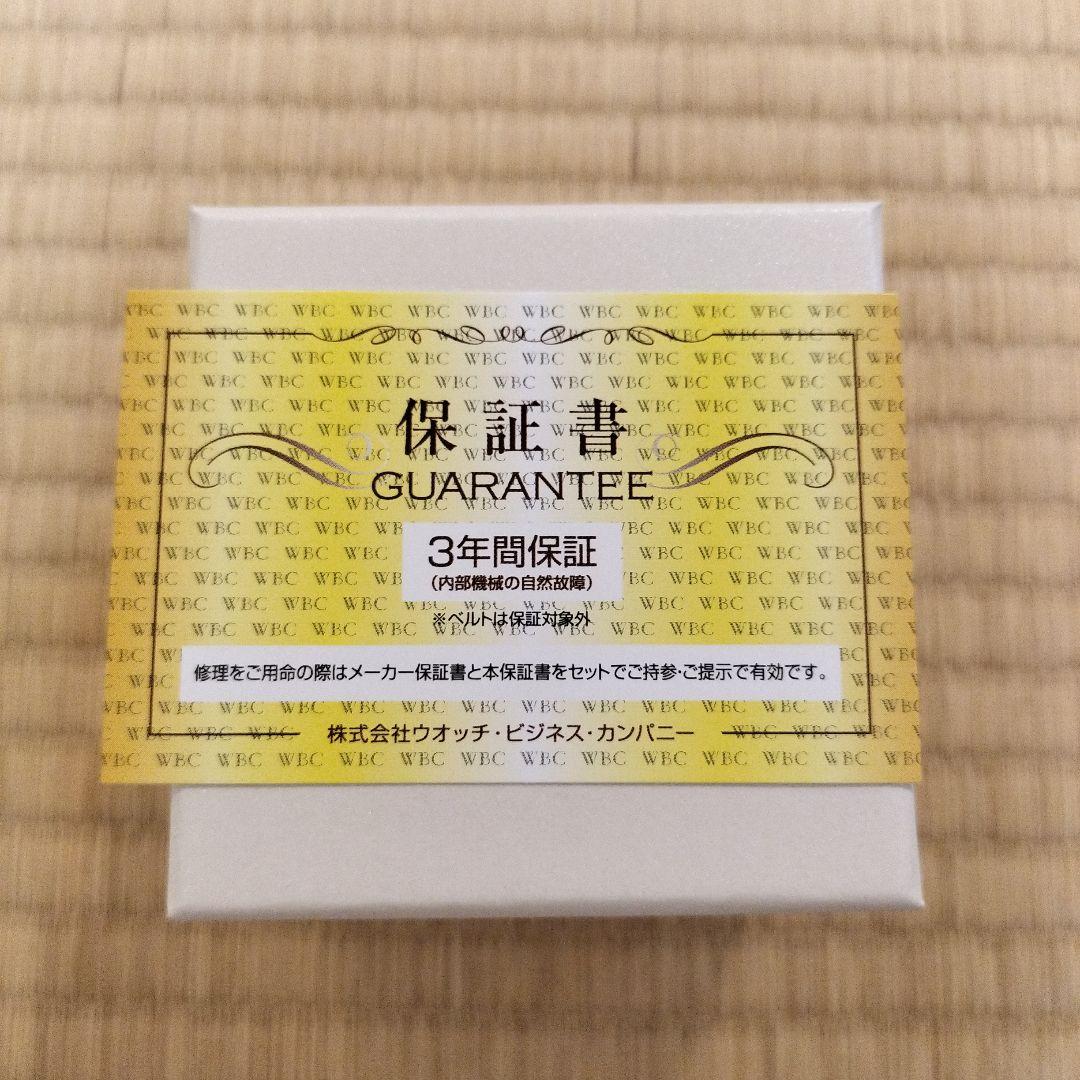 保証書
GUARANTEE
3年間保証
(内部機械の自然故障)
※ベルトは保証対象外
修理をご用命の際はメーカー保証書と本保証書をセットでご持参・ご提示で有効です。
株式会社ウオッチ・ビジネス・カンパニー
WBC